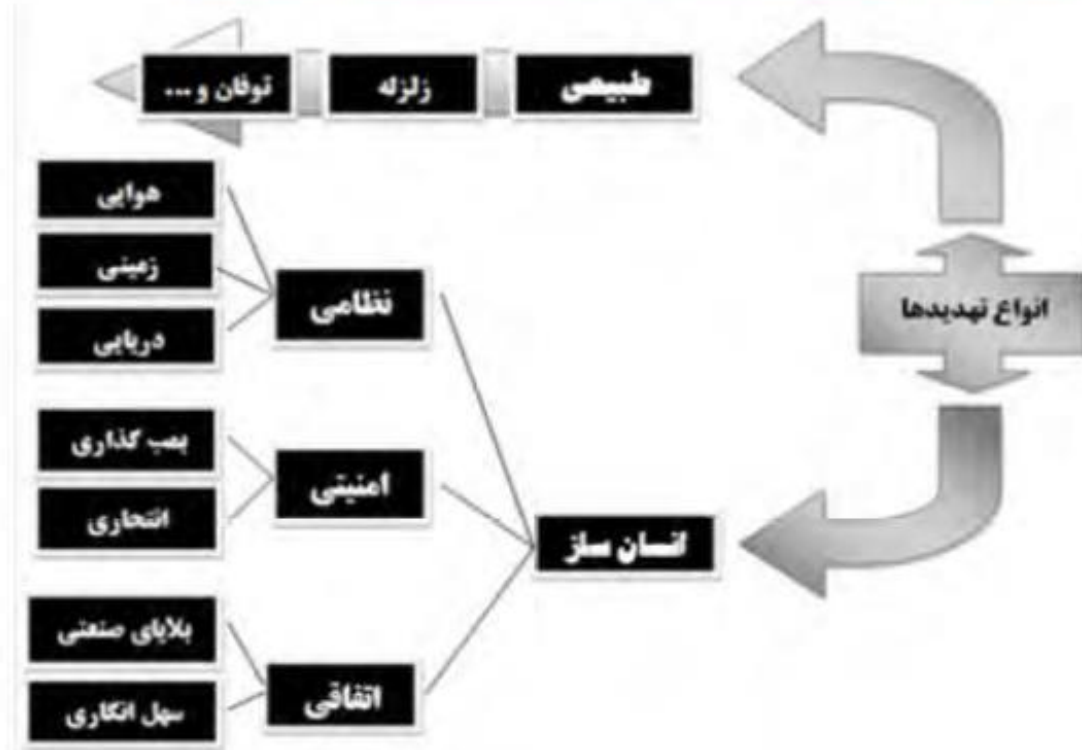 انواع تهدیدها
طبیعی
زلزله
توفان و ...
انسان ساز
نظامی
هوایی
زمینی
دریایی
امنیتی
بمب گذاری
انتحاری
اتفاقی
بلایای صنعتی
سهل انگاری